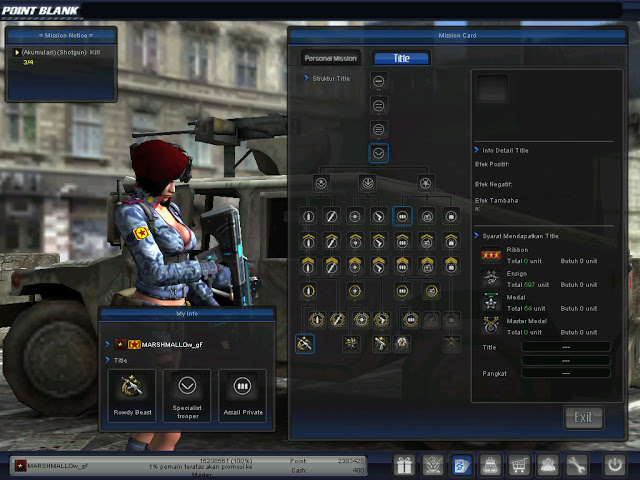 POINT BLANK
= Mission Notice =
(Akumulasi) (Shotgun) Kill
3/4
Mission Card
Personal Mission
Title
Struktur Title
Info Detail Title
Efek Positif:
Efek Negatif:
Efek Tambaha
n:
Syarat Mendapatkan Title
Ribbon
Total 0 unit Butuh 0 unit
Ensign
Total 597 unit Butuh 0 unit
Medal
Total 54 unit Butuh 0 unit
Master Medal
Total 0 unit Butuh 0 unit
Title ---
---
Pangkat ---
Exit
My Info
MARSHMALLOw_gF
Title
Rowdy Beast
Specialist trooper
Assail Private
MARSHMALLOw_gF
15200551 (100%)
1% pemain teratas akan promosi ke
Master
Point: 2383420
Cash: 400